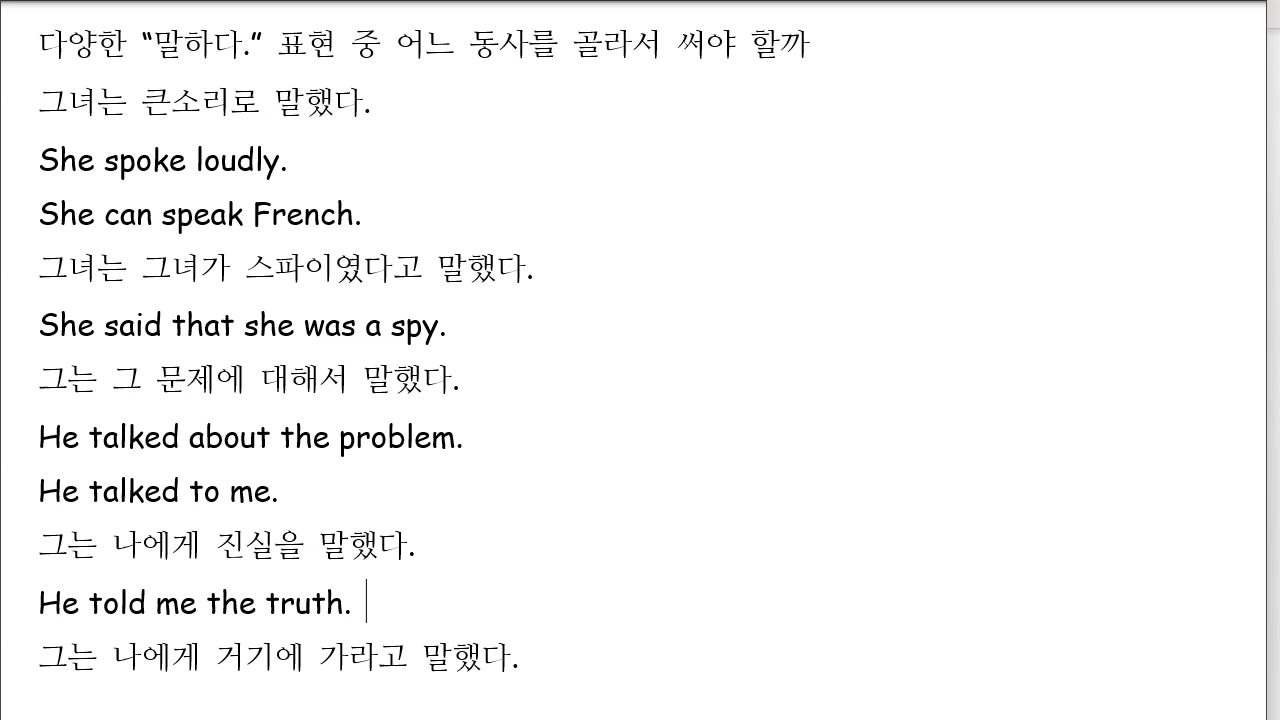 다양한 “말하다.” 표현 중 어느 동사를 골라서 써야 할까
그녀는 큰소리로 말했다.
She spoke loudly.
She can speak French.
그녀는 그녀가 스파이였다고 말했다.
She said that she was a spy.
그는 그 문제에 대해서 말했다.
He talked about the problem.
He talked to me.
그는 나에게 진실을 말했다.
He told me the truth.
그는 나에게 거기에 가라고 말했다.